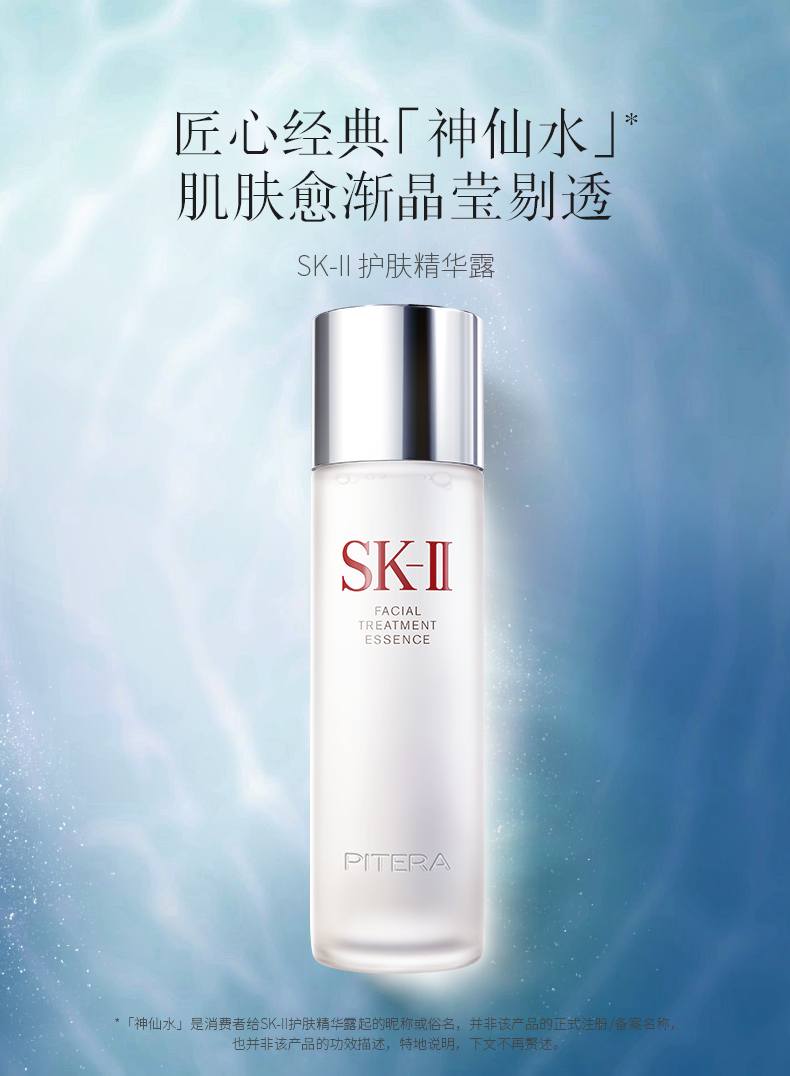 匠心经典「神仙水」*
肌肤愈渐晶莹剔透
SK-II 护肤精华露
SK-II
FACIAL
TREATMENT
ESSENCE
PITERA
*「神仙水」是消费者给SK-II护肤精华露起的昵称或俗名，并非该产品的正式注册/备案名称，
也并非该产品的功效描述，特地说明，下文不再赘述。